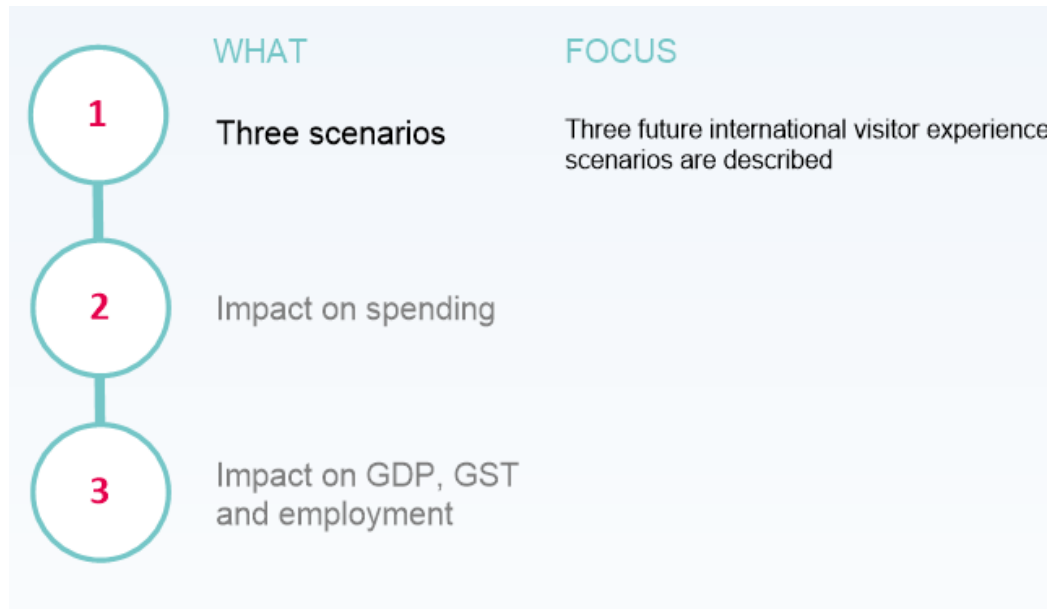 WHAT
FOCUS
1
Three scenarios
Three future international visitor experience
scenarios are described
2
Impact on spending
3
Impact on GDP, GST
and employment